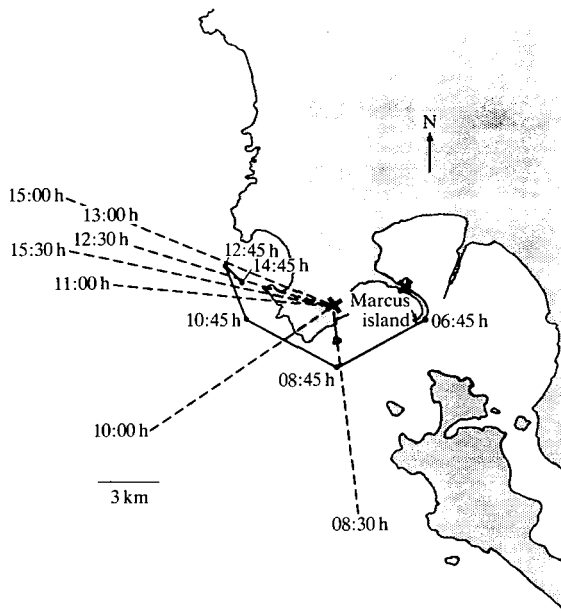 N
15:00 h
13:00 h
12:30 h
15:30 h
11:00 h
12:45 h
14:45 h
Marcus
island
10:45 h
06:45 h
08:45 h
10:00 h
3 km
08:30 h